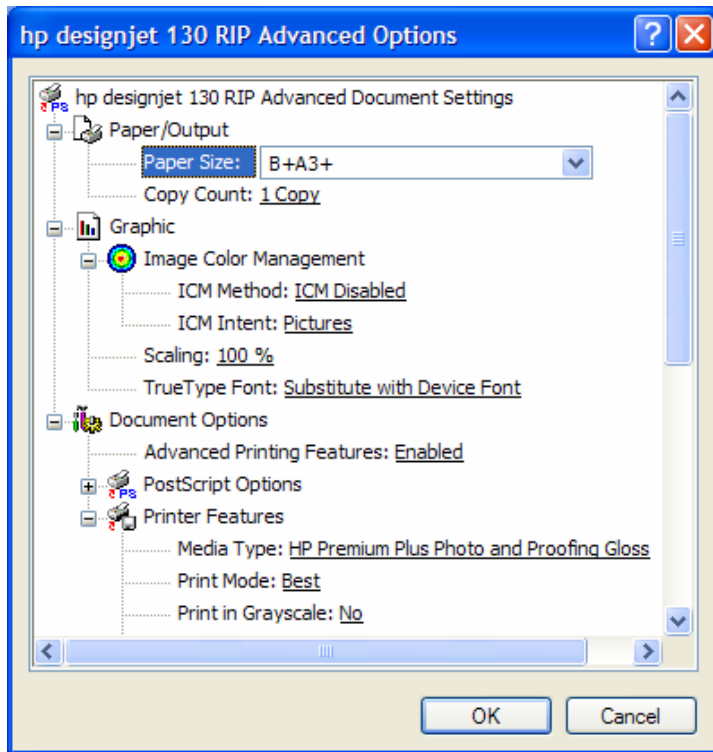 hp designjet 130 RIP Advanced Options
hp designjet 130 RIP Advanced Document Settings
Paper/Output
Paper Size: B+A3+
Copy Count: 1 Copy
Graphic
Image Color Management
ICM Method: ICM Disabled
ICM Intent: Pictures
Scaling: 100 %
TrueType Font: Substitute with Device Font
Document Options
Advanced Printing Features: Enabled
PS PostScript Options
Printer Features
Media Type: HP Premium Plus Photo and Proofing Gloss
Print Mode: Best
Print in Grayscale: No
OK Cancel